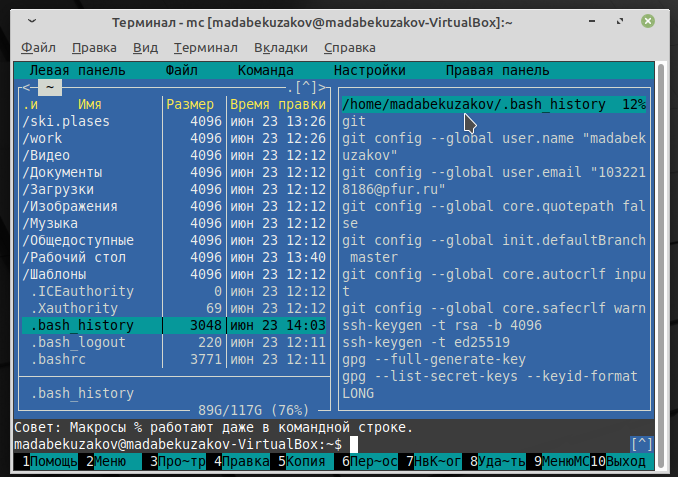 Терминал - mc [madabekuzakov@madabekuzakov-VirtualBox]:~
Файл Правка Вид Терминал Вкладки Справка
Левая панель Файл Команда Настройки Правая панель
<─ ~ .[^]>
.и Имя Размер Время правки
/ski.plases 4096 июн 23 13:26
/work 4096 июн 23 12:26
/Видео 4096 июн 23 12:12
/Документы 4096 июн 23 12:12
/Загрузки 4096 июн 23 12:12
/Изображения 4096 июн 23 12:12
/Музыка 4096 июн 23 12:12
/Общедоступные 4096 июн 23 12:12
/Рабочий стол 4096 июн 23 13:40
/Шаблоны 4096 июн 23 12:12
.ICEauthority 0 июн 23 12:12
.Xauthority 69 июн 23 12:12
.bash_history 3048 июн 23 14:03
.bash_logout 220 июн 23 12:11
.bashrc 3771 июн 23 12:11
.bash_history
89G/117G (76%)
/home/madabekuzakov/.bash_history 12%
git
git config --global user.name "madabek
uzakov"
git config --global user.email "103221
8186@pfur.ru"
git config --global core.quotepath fal
se
git config --global init.defaultBranch
master
git config --global core.autocrlf inpu
t
git config --global core.safecrlf warn
ssh-keygen -t rsa -b 4096
ssh-keygen -t ed25519
gpg --full-generate-key
gpg --list-secret-keys --keyid-format
LONG
Совет: Макросы % работают даже в командной строке.
madabekuzakov@madabekuzakov-VirtualBox:~$ [^]
1Помощь 2Меню 3Про~тр 4Правка 5Копия 6Пер~ос 7НвК~ог 8Уда~ть 9МенюМС 10Выход